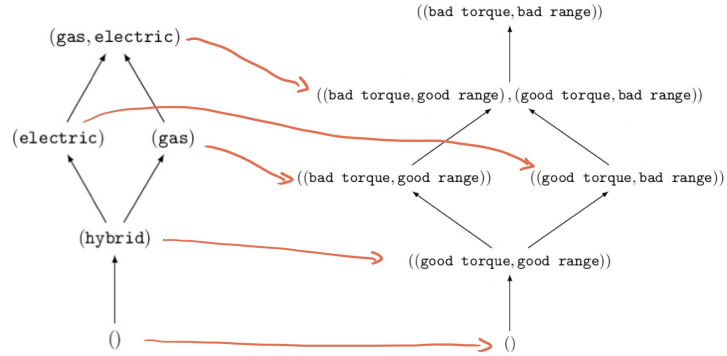 ((bad torque, bad range))
(gas, electric)
((bad torque, good range), (good torque, bad range))
(electric)
(gas)
((bad torque, good range))
((good torque, bad range))
(hybrid)
((good torque, good range))
()
()